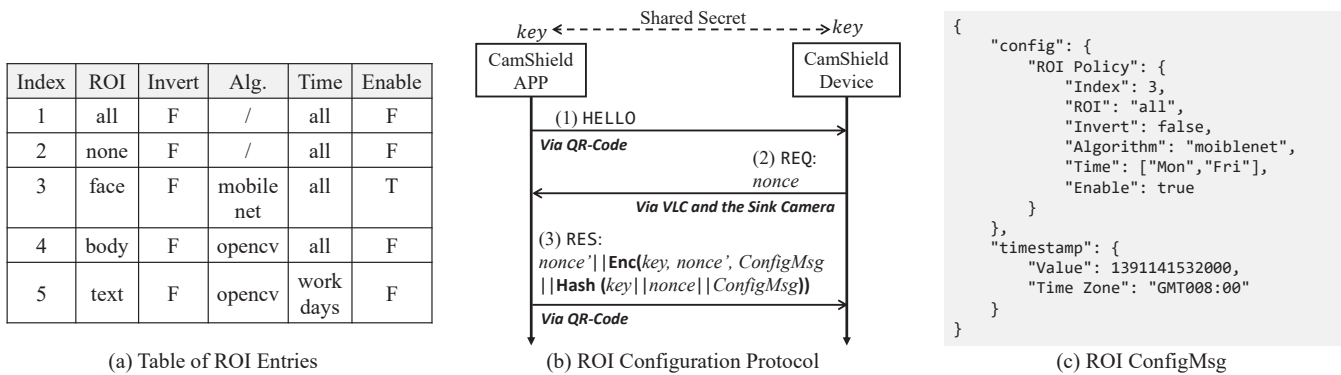 Index ROI Invert Alg. Time Enable
1 all F / all F
2 none F / all F
3 face F mobile net all T
4 body F opencv all F
5 text F opencv work days F
(a) Table of ROI Entries
Shared Secret
key
key
CamShield
APP
CamShield
Device
(1) HELLO
Via QR-Code
(2) REQ:
nonce
Via VLC and the Sink Camera
(3) RES:
nonce’||Enc(key, nonce’, ConfigMsg
||Hash (key||nonce||ConfigMsg))
Via QR-Code
(b) ROI Configuration Protocol
{
"config": {
"ROI Policy": {
"Index": 3,
"ROI": "all",
"Invert": false,
"Algorithm": "moiblenet",
"Time": ["Mon","Fri"],
"Enable": true
}
},
"timestamp": {
"Value": 1391141532000,
"Time Zone": "GMT008:00"
}
}
(c) ROI ConfigMsg